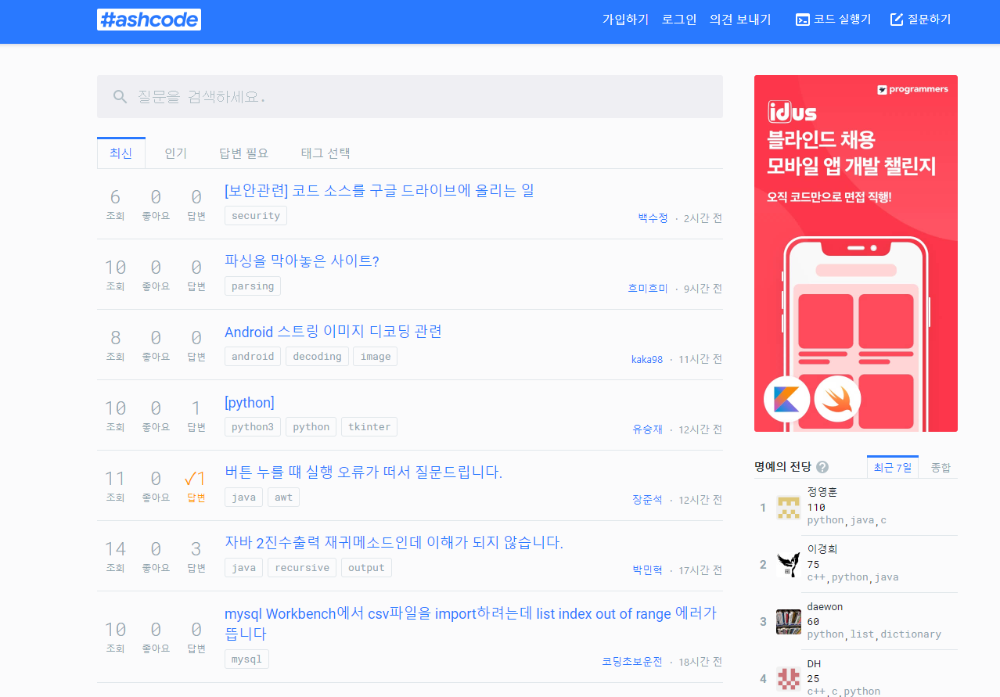 #ashcode
가입하기 로그인 의견 보내기 코드 실행기 질문하기
질문을 검색하세요.
최신 인기 답변 필요 태그 선택
6 0 0 [보안관련] 코드 소스를 구글 드라이브에 올리는 일
조회 좋아요 답변 security
백수정 · 2시간 전
10 0 0 파싱을 막아놓은 사이트?
조회 좋아요 답변 parsing
흐미흐미 · 9시간 전
8 0 0 Android 스트링 이미지 디코딩 관련
조회 좋아요 답변 android decoding image
kaka98 · 11시간 전
10 0 1 [python]
조회 좋아요 답변 python3 python tkinter
유승재 · 12시간 전
11 0 ✓1 버튼 누를 떄 실행 오류가 떠서 질문드립니다.
조회 좋아요 답변 java awt
장준석 · 12시간 전
14 0 3 자바 2진수출력 재귀메소드인데 이해가 되지 않습니다.
조회 좋아요 답변 java recursive output
박민혁 · 17시간 전
10 0 0 mysql Workbench에서 csv파일을 import하려는데 list index out of range 에러가
뜹니다
조회 좋아요 답변 mysql
코딩초보운전 · 18시간 전
programmers
idus
블라인드 채용
모바일 앱 개발 챌린지
오직 코드만으로 면접 직행!
명예의 전당 ? 최근 7일 종합
1 정영훈
110
python,java,c
2 이경희
75
c++,python,java
3 daewon
60
python,list,dictionary
4 DH
25
c++,c,python